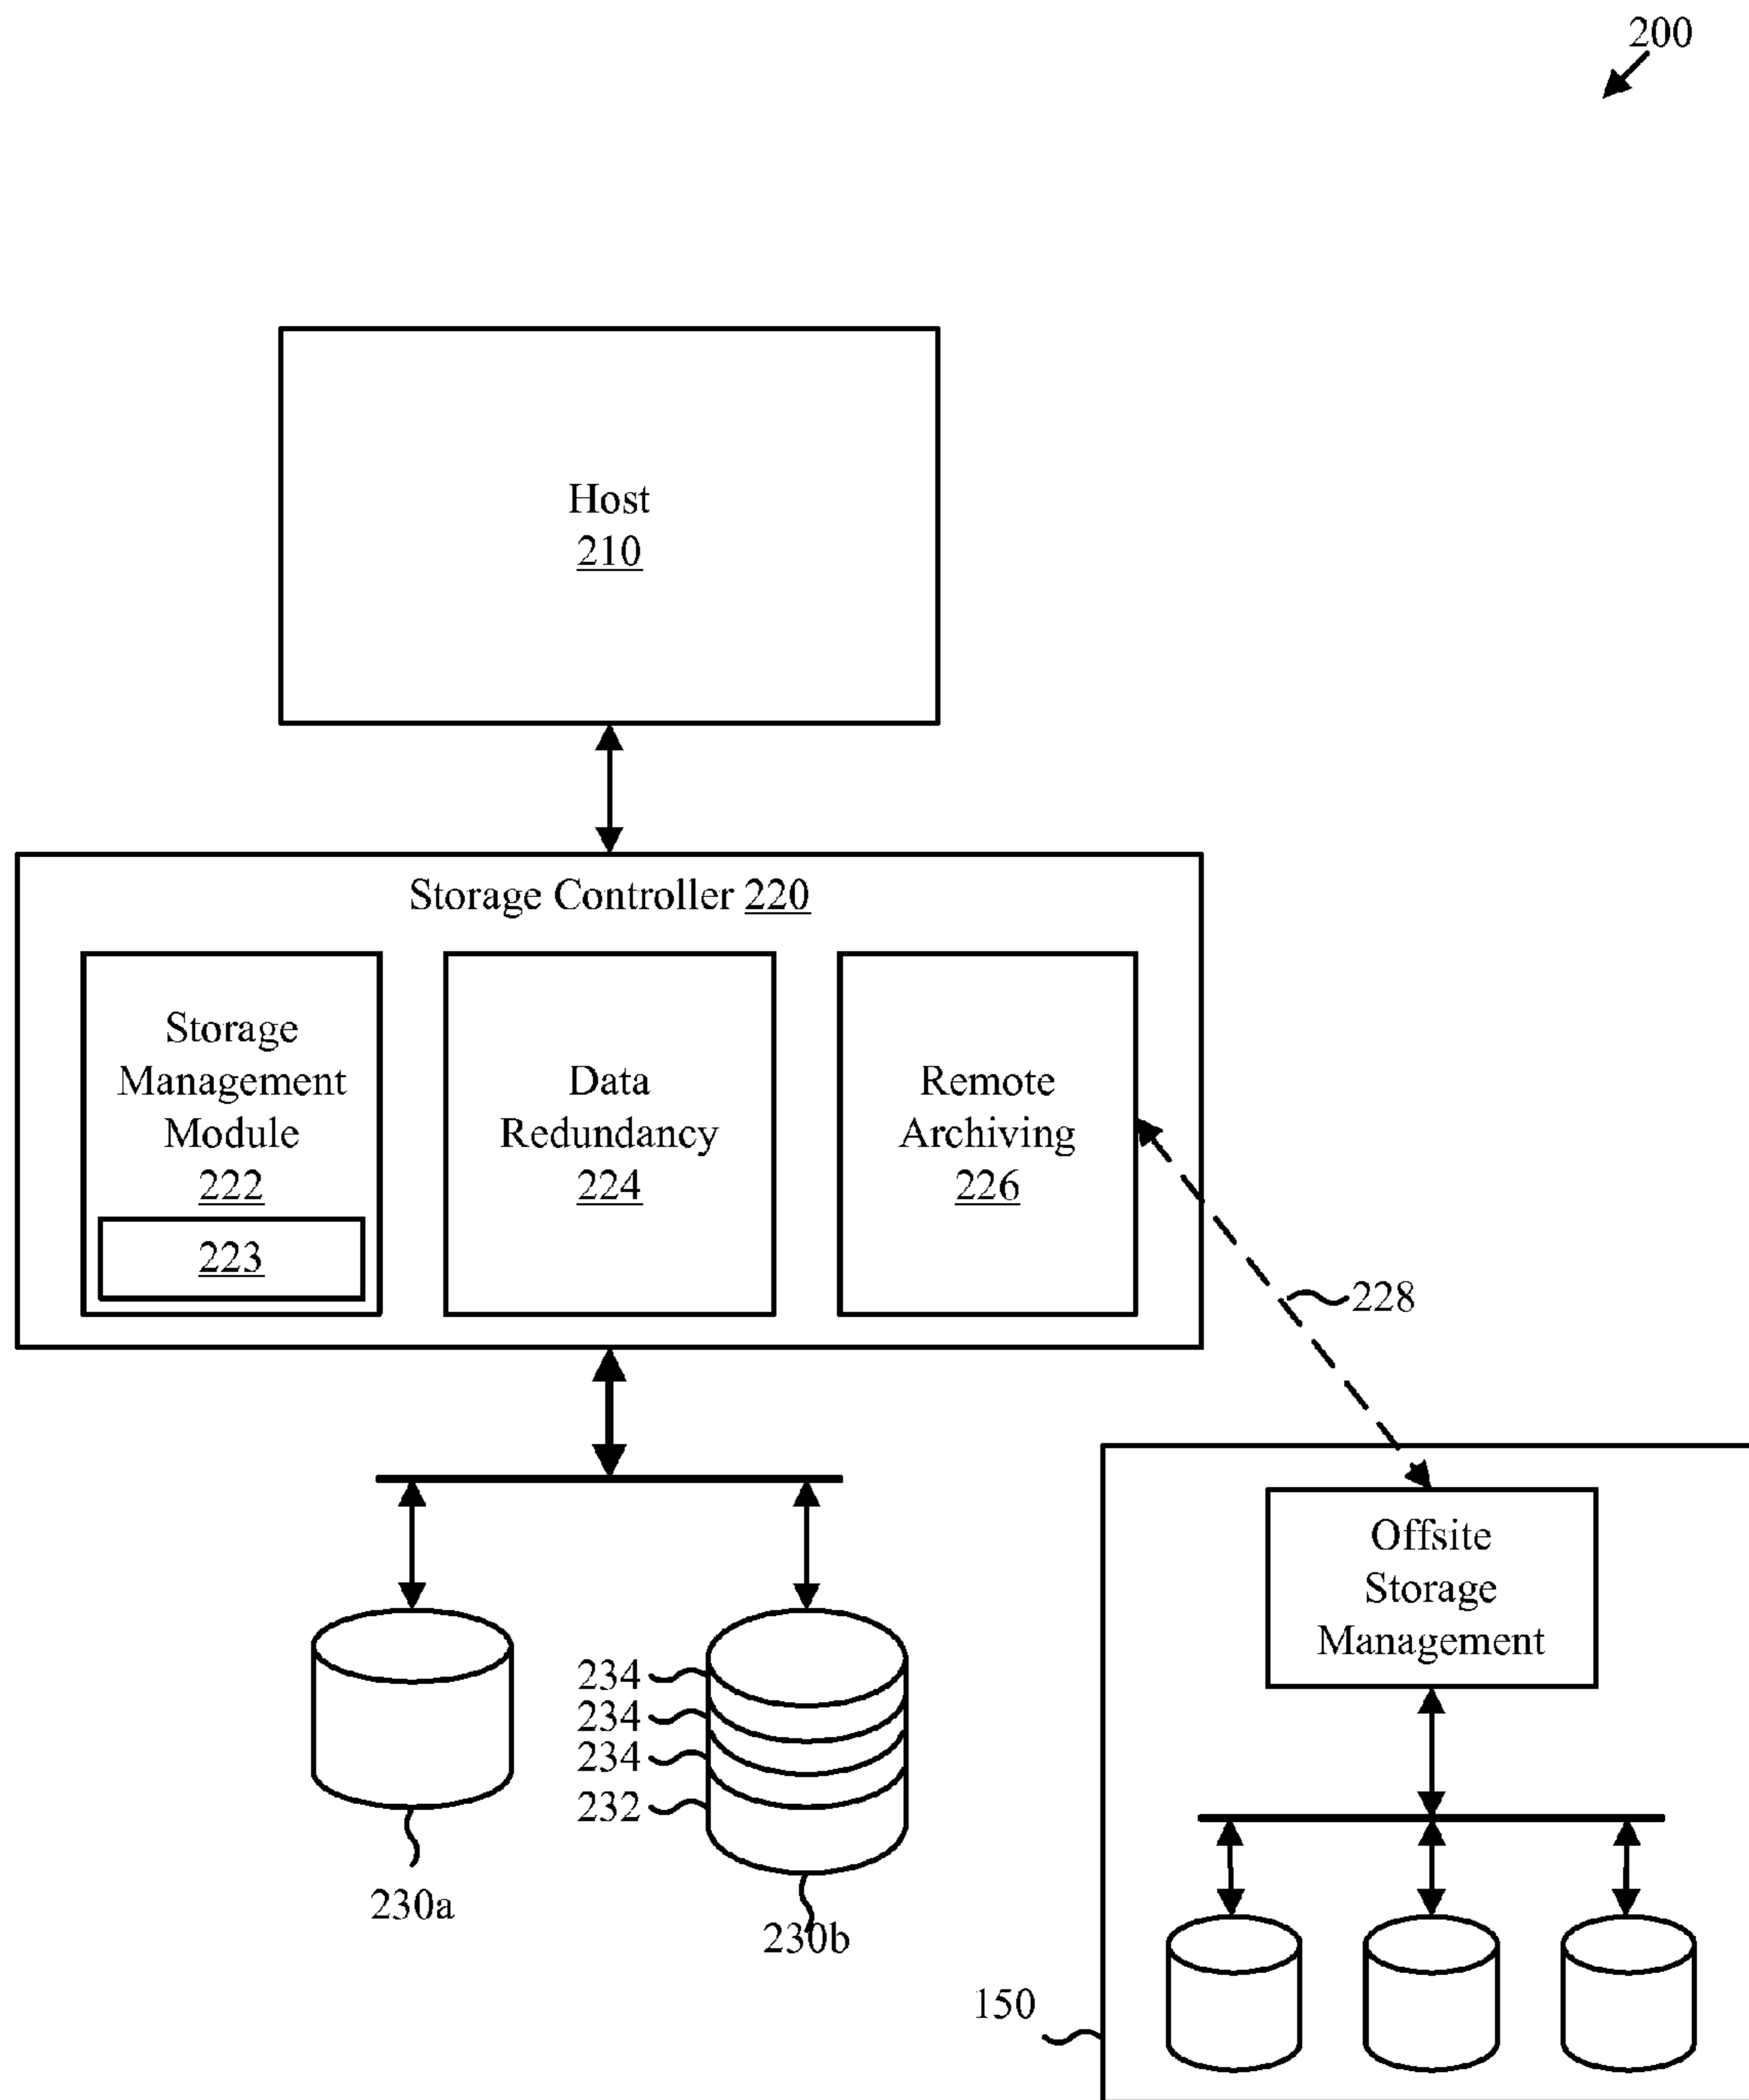 200
Host
210
Storage Controller 220
Storage
Management
Module
222
223
Data
Redundancy
224
Remote
Archiving
226
228
Offsite
Storage
Management
234
234
234
232
230a
230b
150